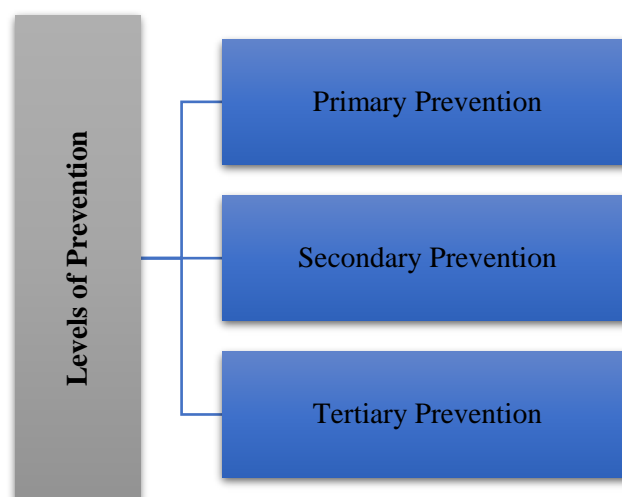 Levels of Prevention
Primary Prevention
Secondary Prevention
Tertiary Prevention